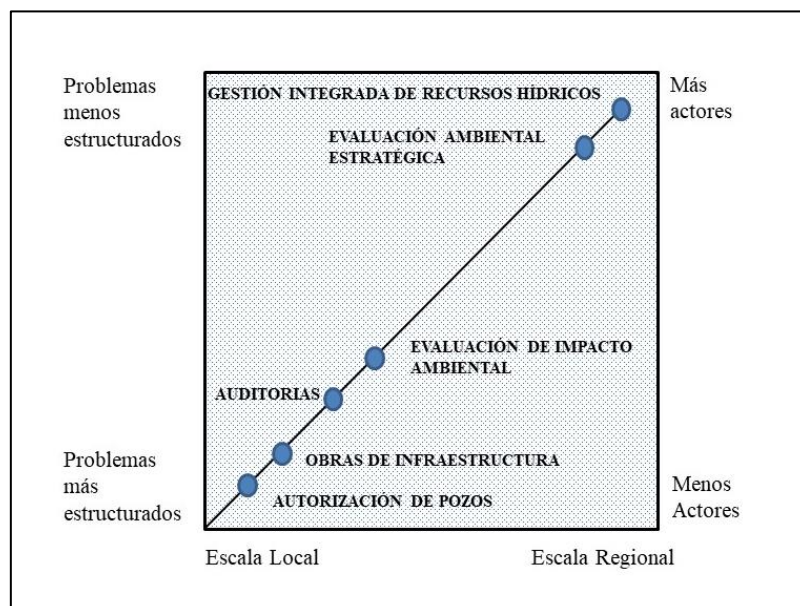 Problemas
menos
estructurados
GESTIÓN INTEGRADA DE RECURSOS HÍDRICOS
Más
actores
EVALUACIÓN AMBIENTAL
ESTRATÉGICA
EVALUACIÓN DE IMPACTO
AMBIENTAL
AUDITORIAS
Problemas
más
estructurados
OBRAS DE INFRAESTRUCTURA
AUTORIZACIÓN DE POZOS
Menos
Actores
Escala Local
Escala Regional